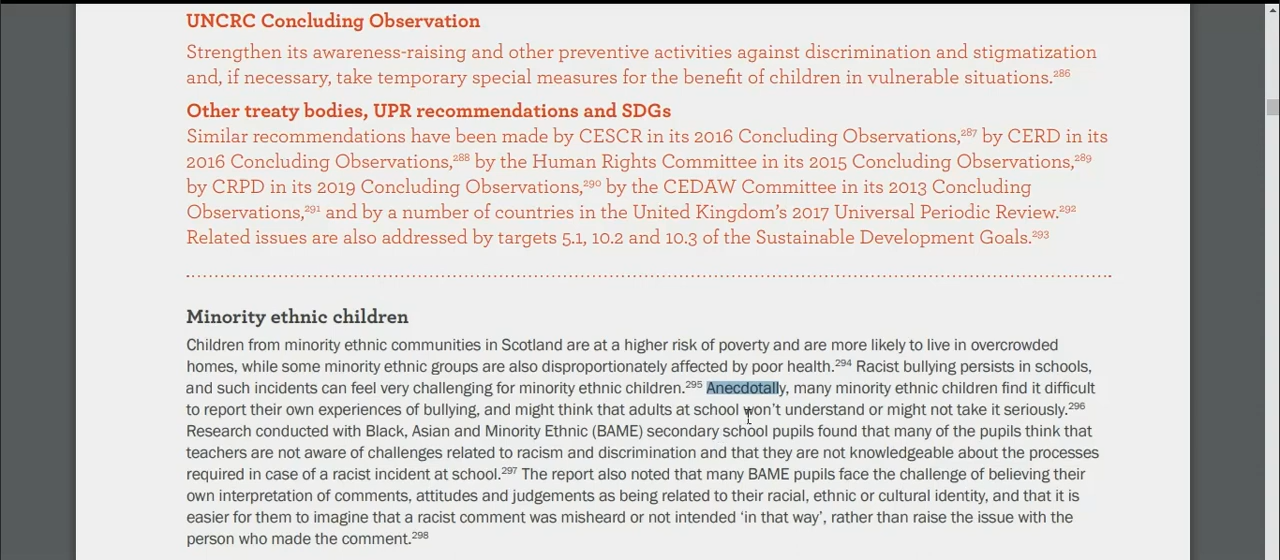 UNCRC Concluding Observation
Strengthen its awareness-raising and other preventive activities against discrimination and stigmatization
and, if necessary, take temporary special measures for the benefit of children in vulnerable situations.286
Other treaty bodies, UPR recommendations and SDGs
Similar recommendations have been made by CESCR in its 2016 Concluding Observations,287 by CERD in its
2016 Concluding Observations,288 by the Human Rights Committee in its 2015 Concluding Observations,289
by CRPD in its 2019 Concluding Observations,290 by the CEDAW Committee in its 2013 Concluding
Observations,291 and by a number of countries in the United Kingdom's 2017 Universal Periodic Review.292
Related issues are also addressed by targets 5.1, 10.2 and 10.3 of the Sustainable Development Goals.293
Minority ethnic children
Children from minority ethnic communities in Scotland are at a higher risk of poverty and are more likely to live in overcrowded
homes, while some minority ethnic groups are also disproportionately affected by poor health.294 Racist bullying persists in schools,
and such incidents can feel very challenging for minority ethnic children.295 Anecdotally, many minority ethnic children find it difficult
to report their own experiences of bullying, and might think that adults at school won't understand or might not take it seriously.296
Research conducted with Black, Asian and Minority Ethnic (BAME) secondary school pupils found that many of the pupils think that
teachers are not aware of challenges related to racism and discrimination and that they are not knowledgeable about the processes
required in case of a racist incident at school.297 The report also noted that many BAME pupils face the challenge of believing their
own interpretation of comments, attitudes and judgements as being related to their racial, ethnic or cultural identity, and that it is
easier for them to imagine that a racist comment was misheard or not intended 'in that way', rather than raise the issue with the
person who made the comment.298